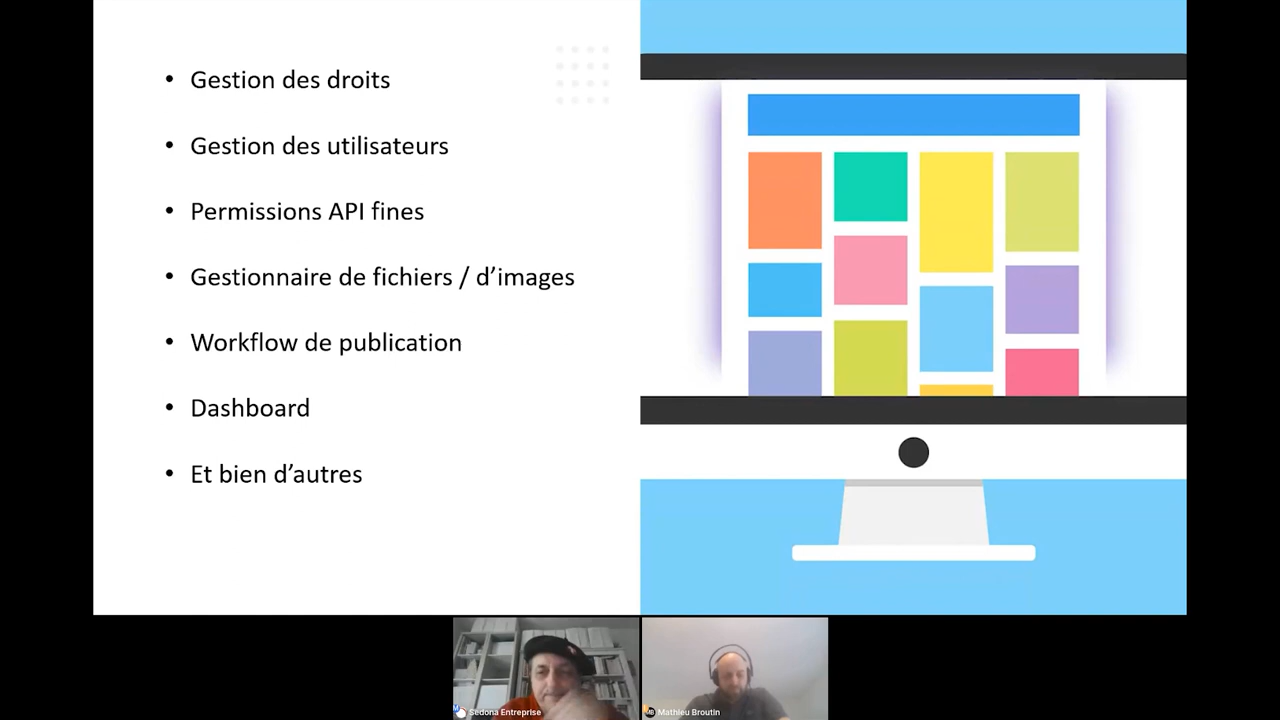 • Gestion des droits
• Gestion des utilisateurs
• Permissions API fines
• Gestionnaire de fichiers / d’images
• Workflow de publication
• Dashboard
• Et bien d’autres
Sedona Entreprise
Mathieu Broutin